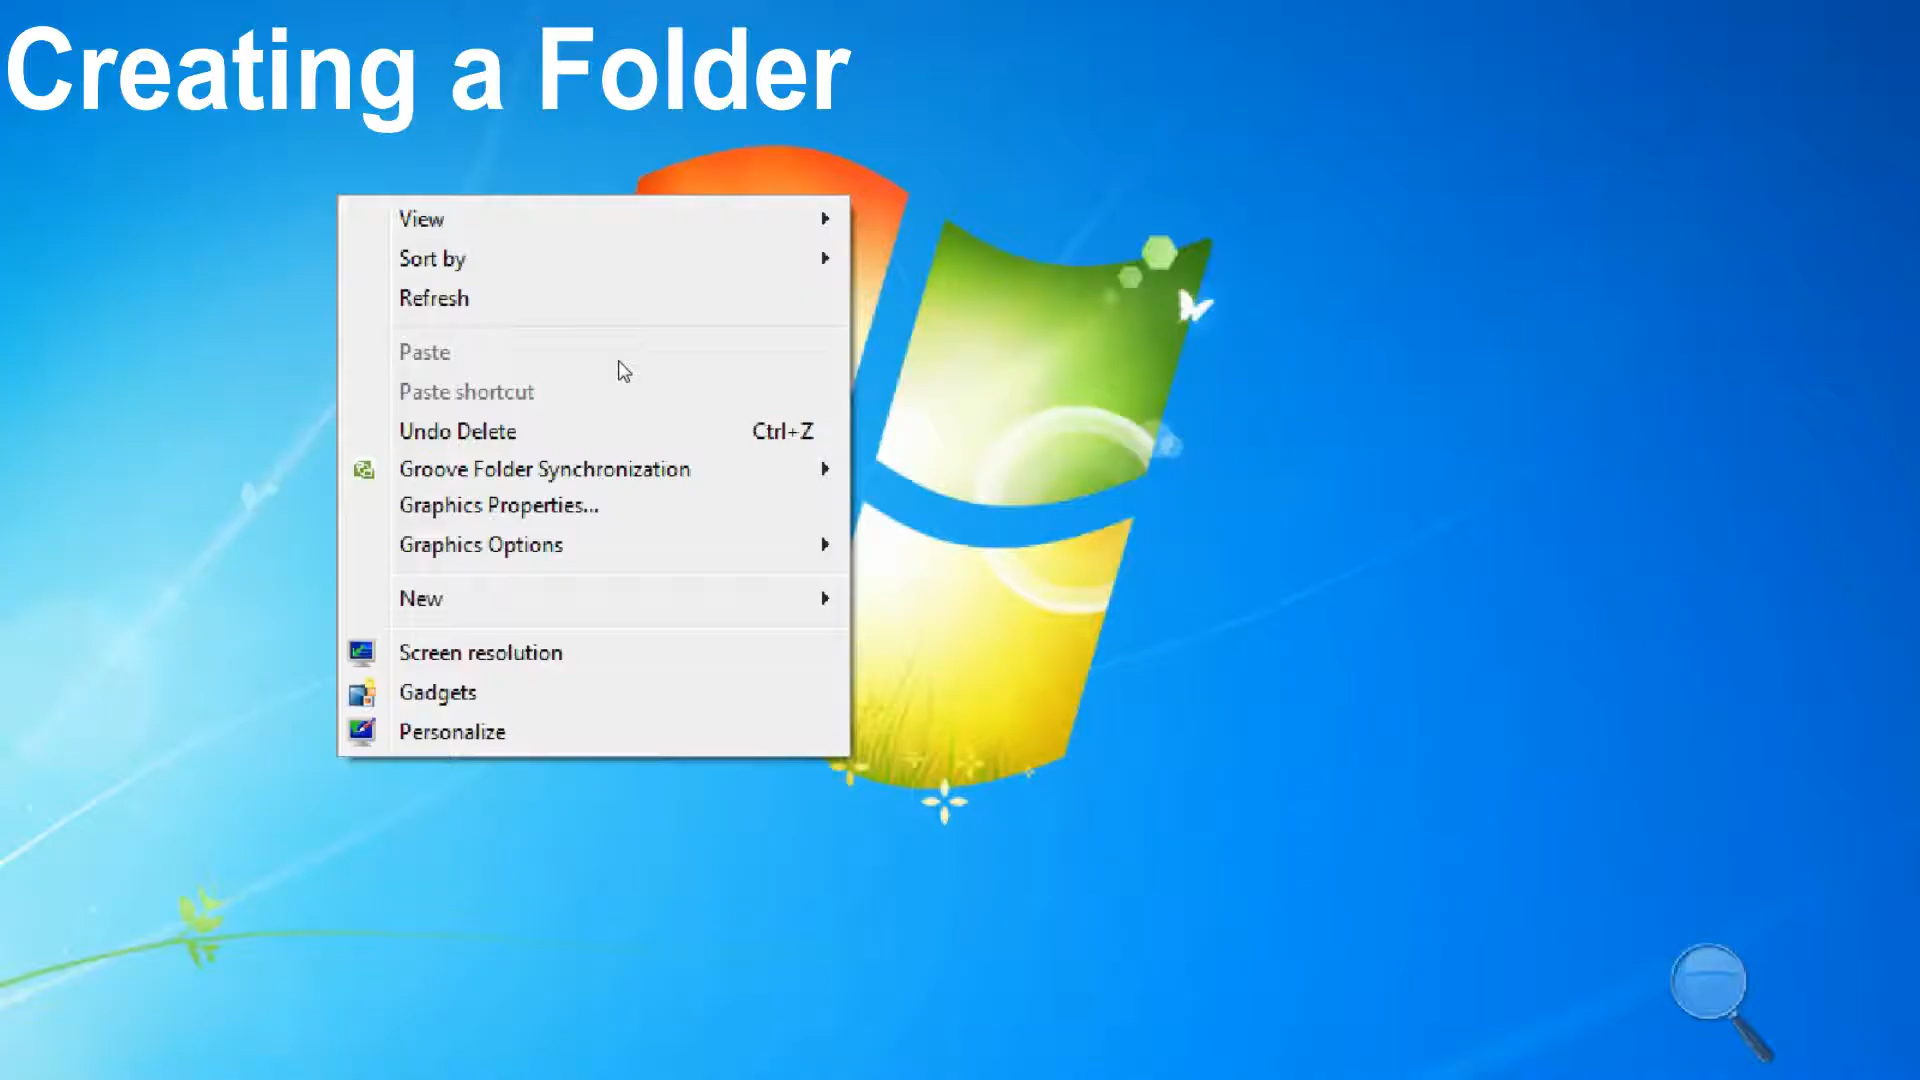 Creating a Folder
View
Sort by
Refresh
Paste
Paste shortcut
Undo Delete Ctrl+Z
Groove Folder Synchronization
Graphics Properties...
Graphics Options
New
Screen resolution
Gadgets
Personalize